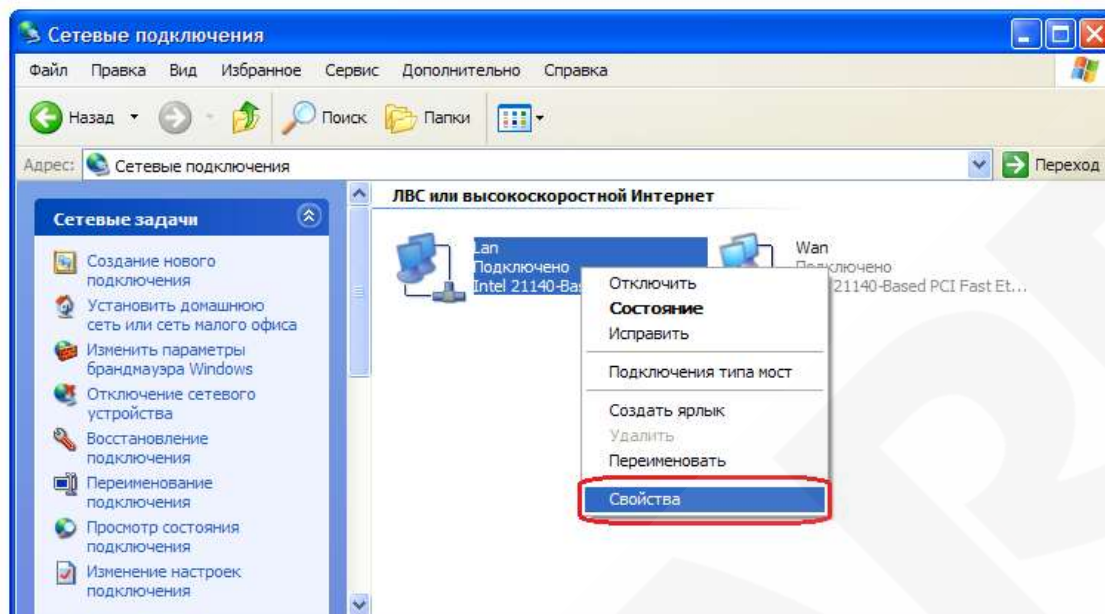 Сетевые подключения
Файл Правка Вид Избранное Сервис Дополнительно Справка
Назад Поиск Папки
Адрес: Сетевые подключения Переход
Сетевые задачи
Создание нового
подключения
Установить домашнюю
сеть или сеть малого офиса
Изменить параметры
брандмауэра Windows
Отключение сетевого
устройства
Восстановление
подключения
Переименование
подключения
Просмотр состояния
подключения
Изменение настроек
подключения
ЛВС или высокоскоростной Интернет
Lan
Подключено
Intel 21140-Bas
Wan
Подключено
21140-Based PCI Fast Et...
Отключить
Состояние
Исправить
Подключения типа мост
Создать ярлык
Удалить
Переименовать
Свойства